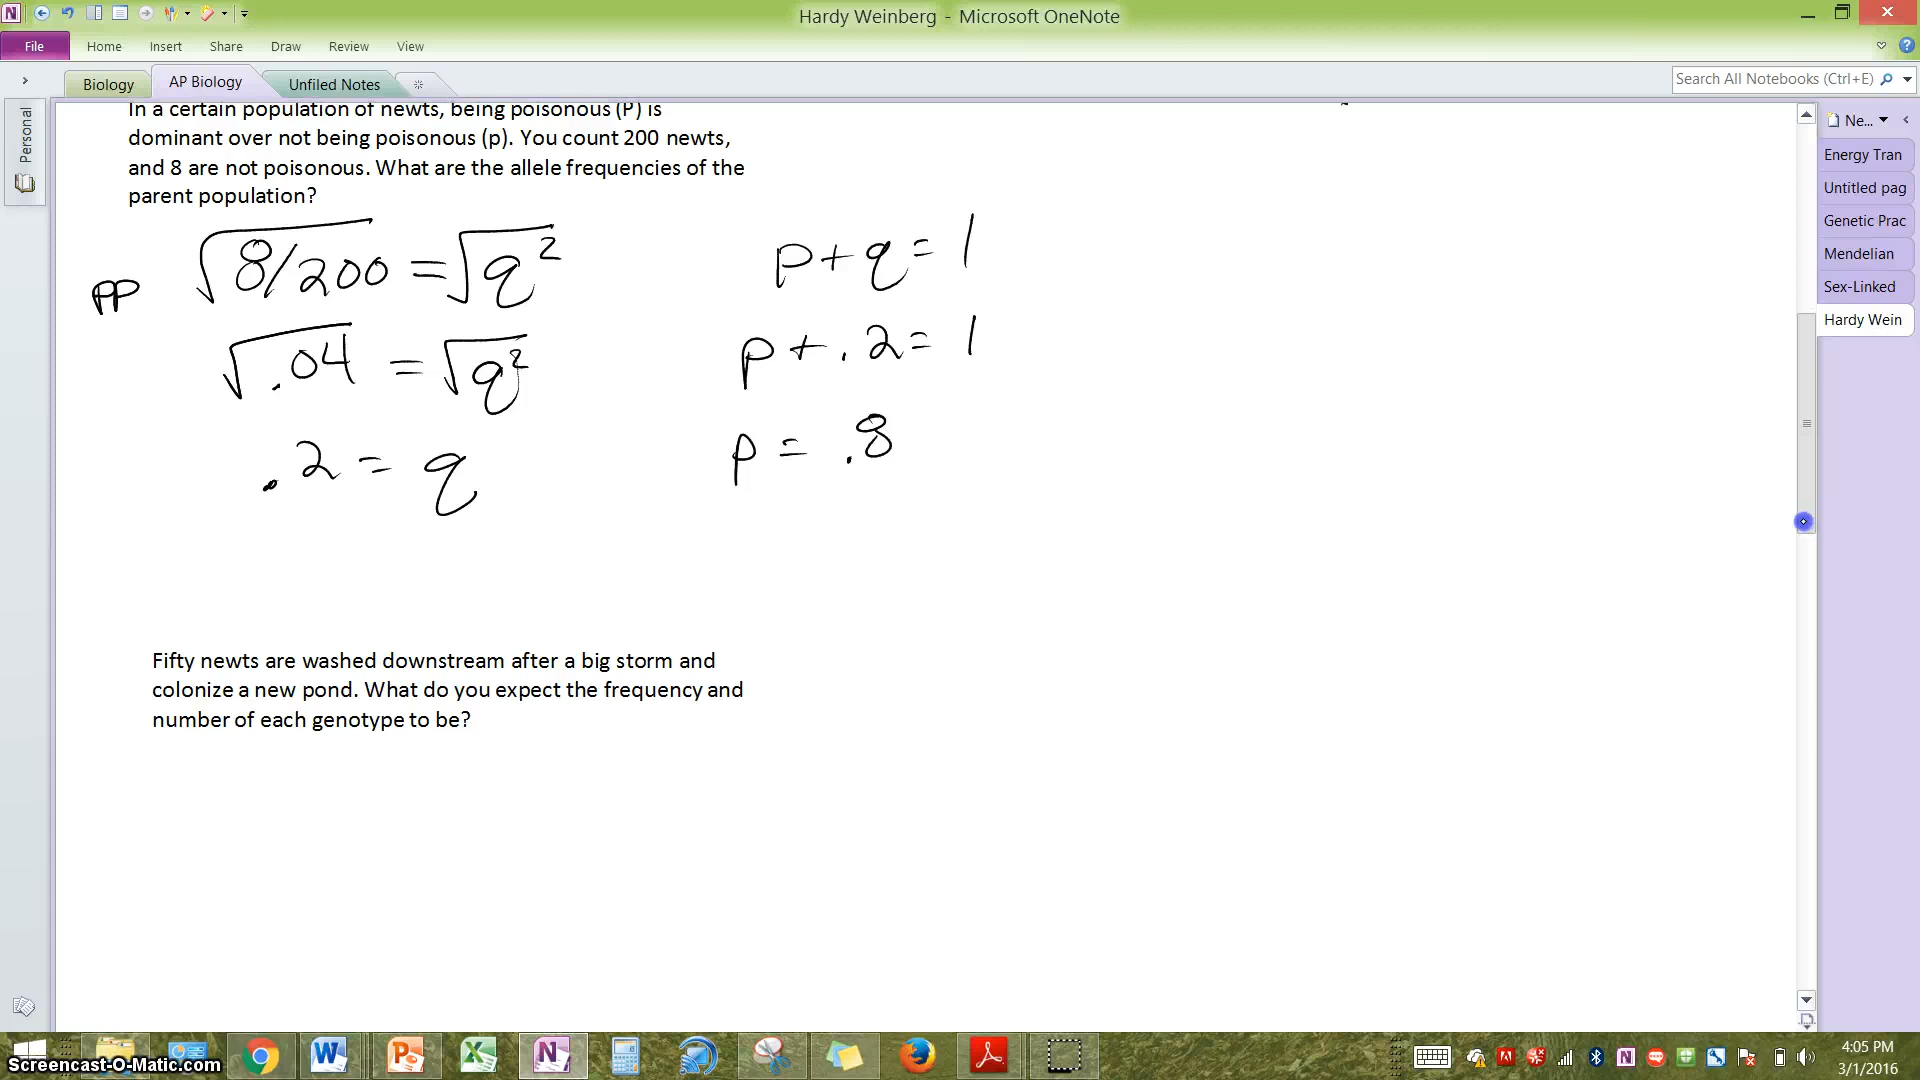 Hardy Weinberg - Microsoft OneNote
File Home Insert Share Draw Review View
Biology AP Biology Unfiled Notes
Search All Notebooks (Ctrl+E)
Personal
Ne...
Energy Tran
Untitled pag
Genetic Prac
Mendelian
Sex-Linked
Hardy Wein
In a certain population of newts, being poisonous (P) is
dominant over not being poisonous (p). You count 200 newts,
and 8 are not poisonous. What are the allele frequencies of the
parent population?
pp √8/200 = √q²
√.04 = √q²
.2 = q
p + q = 1
p + .2 = 1
p = .8
Fifty newts are washed downstream after a big storm and
colonize a new pond. What do you expect the frequency and
number of each genotype to be?
Screencast-O-Matic.com
4:05 PM
3/1/2016